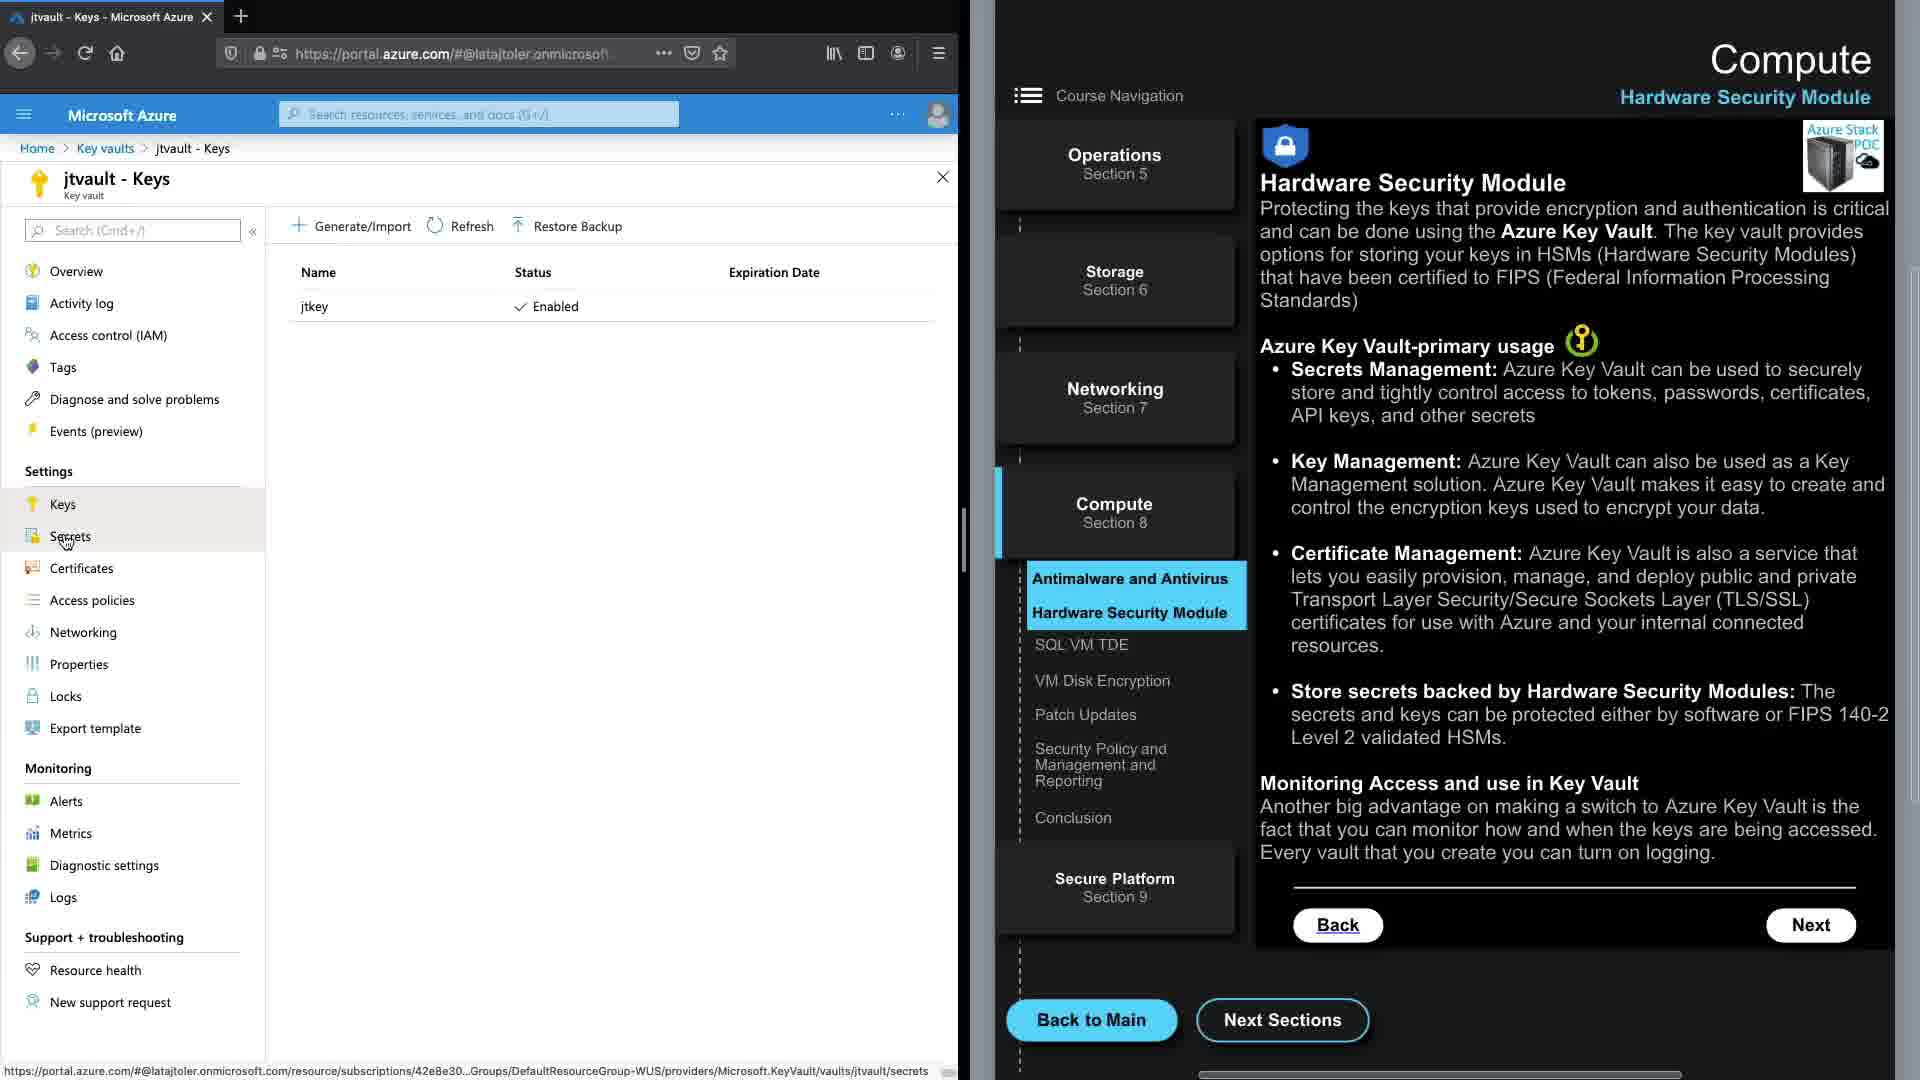 jtvault - Keys - Microsoft Azure
https://portal.azure.com/#@latajtoler.onmicrosoft.
Microsoft Azure
Search resources, services, and docs (G+/)
Home > Key vaults > jtvault - Keys
jtvault - Keys
Key vault
Search (Cmd+/)
Overview
Activity log
Access control (IAM)
Tags
Diagnose and solve problems
Events (preview)
Settings
Keys
Secrets
Certificates
Access policies
Networking
Properties
Locks
Export template
Monitoring
Alerts
Metrics
Diagnostic settings
Logs
Support + troubleshooting
Resource health
New support request
Generate/Import
Refresh
Restore Backup
Name Status Expiration Date
jtkey Enabled
https://portal.azure.com/#@latajtoler.onmicrosoft.com/resource/subscriptions/42e8e30...Groups/DefaultResourceGroup-WUS/providers/Microsoft.KeyVault/vaults/jtvault/secrets
Compute
Hardware Security Module
Course Navigation
Operations
Section 5
Storage
Section 6
Networking
Section 7
Compute
Section 8
Antimalware and Antivirus
Hardware Security Module
SQL VM TDE
VM Disk Encryption
Patch Updates
Security Policy and
Management and
Reporting
Conclusion
Secure Platform
Section 9
Back to Main
Next Sections
Azure Stack
POC
Hardware Security Module
Protecting the keys that provide encryption and authentication is critical
and can be done using the Azure Key Vault. The key vault provides
options for storing your keys in HSMs (Hardware Security Modules)
that have been certified to FIPS (Federal Information Processing
Standards)
Azure Key Vault-primary usage
• Secrets Management: Azure Key Vault can be used to securely
store and tightly control access to tokens, passwords, certificates,
API keys, and other secrets
• Key Management: Azure Key Vault can also be used as a Key
Management solution. Azure Key Vault makes it easy to create and
control the encryption keys used to encrypt your data.
• Certificate Management: Azure Key Vault is also a service that
lets you easily provision, manage, and deploy public and private
Transport Layer Security/Secure Sockets Layer (TLS/SSL)
certificates for use with Azure and your internal connected
resources.
• Store secrets backed by Hardware Security Modules: The
secrets and keys can be protected either by software or FIPS 140-2
Level 2 validated HSMs.
Monitoring Access and use in Key Vault
Another big advantage on making a switch to Azure Key Vault is the
fact that you can monitor how and when the keys are being accessed.
Every vault that you create you can turn on logging.
Back
Next